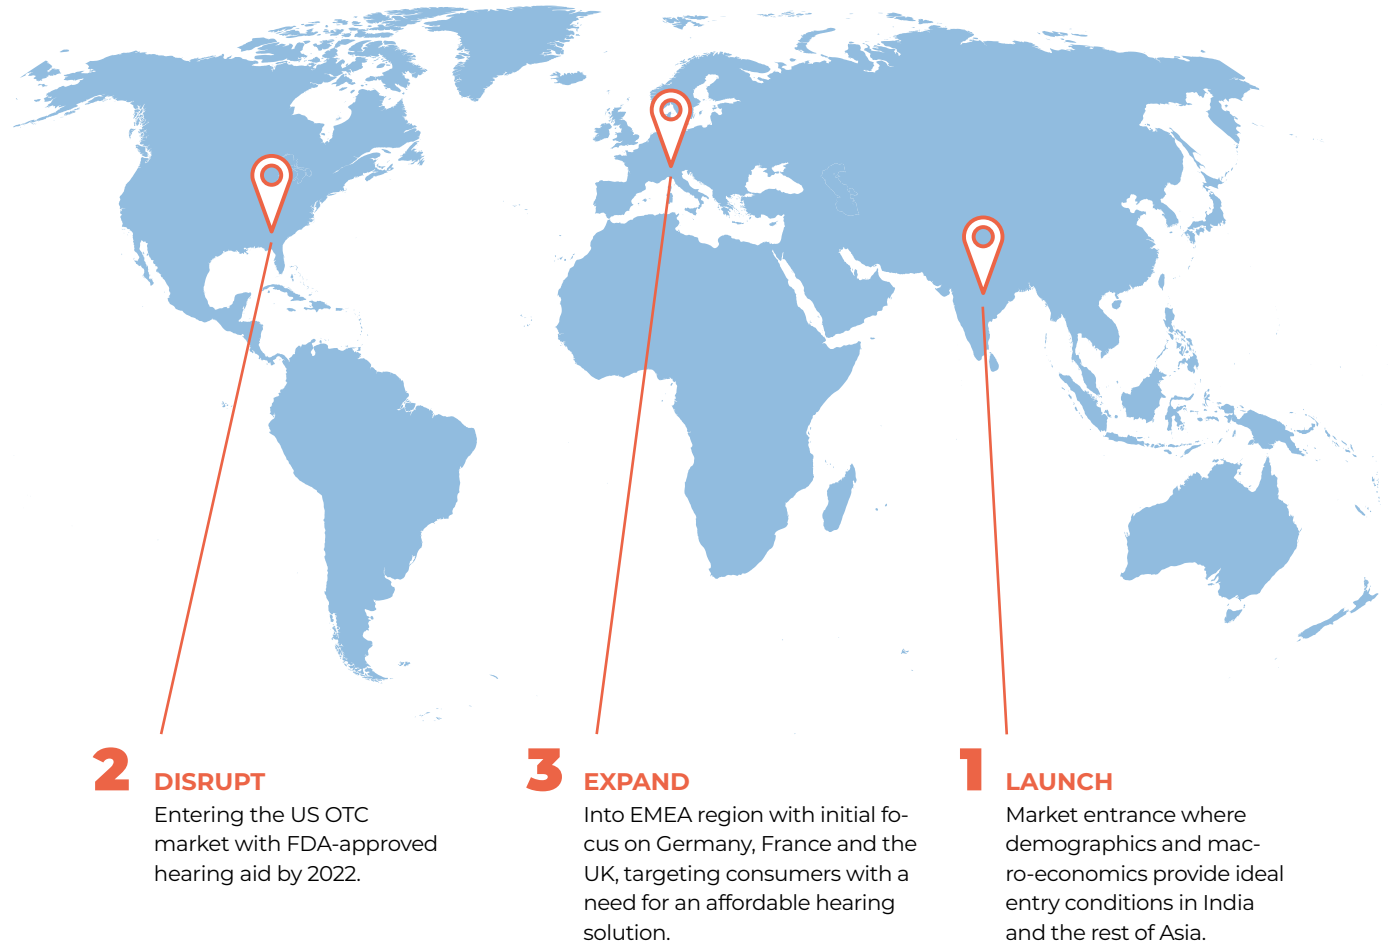 2
DISRUPT
Entering the US OTC
market with FDA-approved
hearing aid by 2022.
3
EXPAND
Into EMEA region with initial fo-
cus on Germany, France and the
UK, targeting consumers with a
need for an affordable hearing
solution.
1
LAUNCH
Market entrance where
demographics and mac-
ro-economics provide ideal
entry conditions in India
and the rest of Asia.